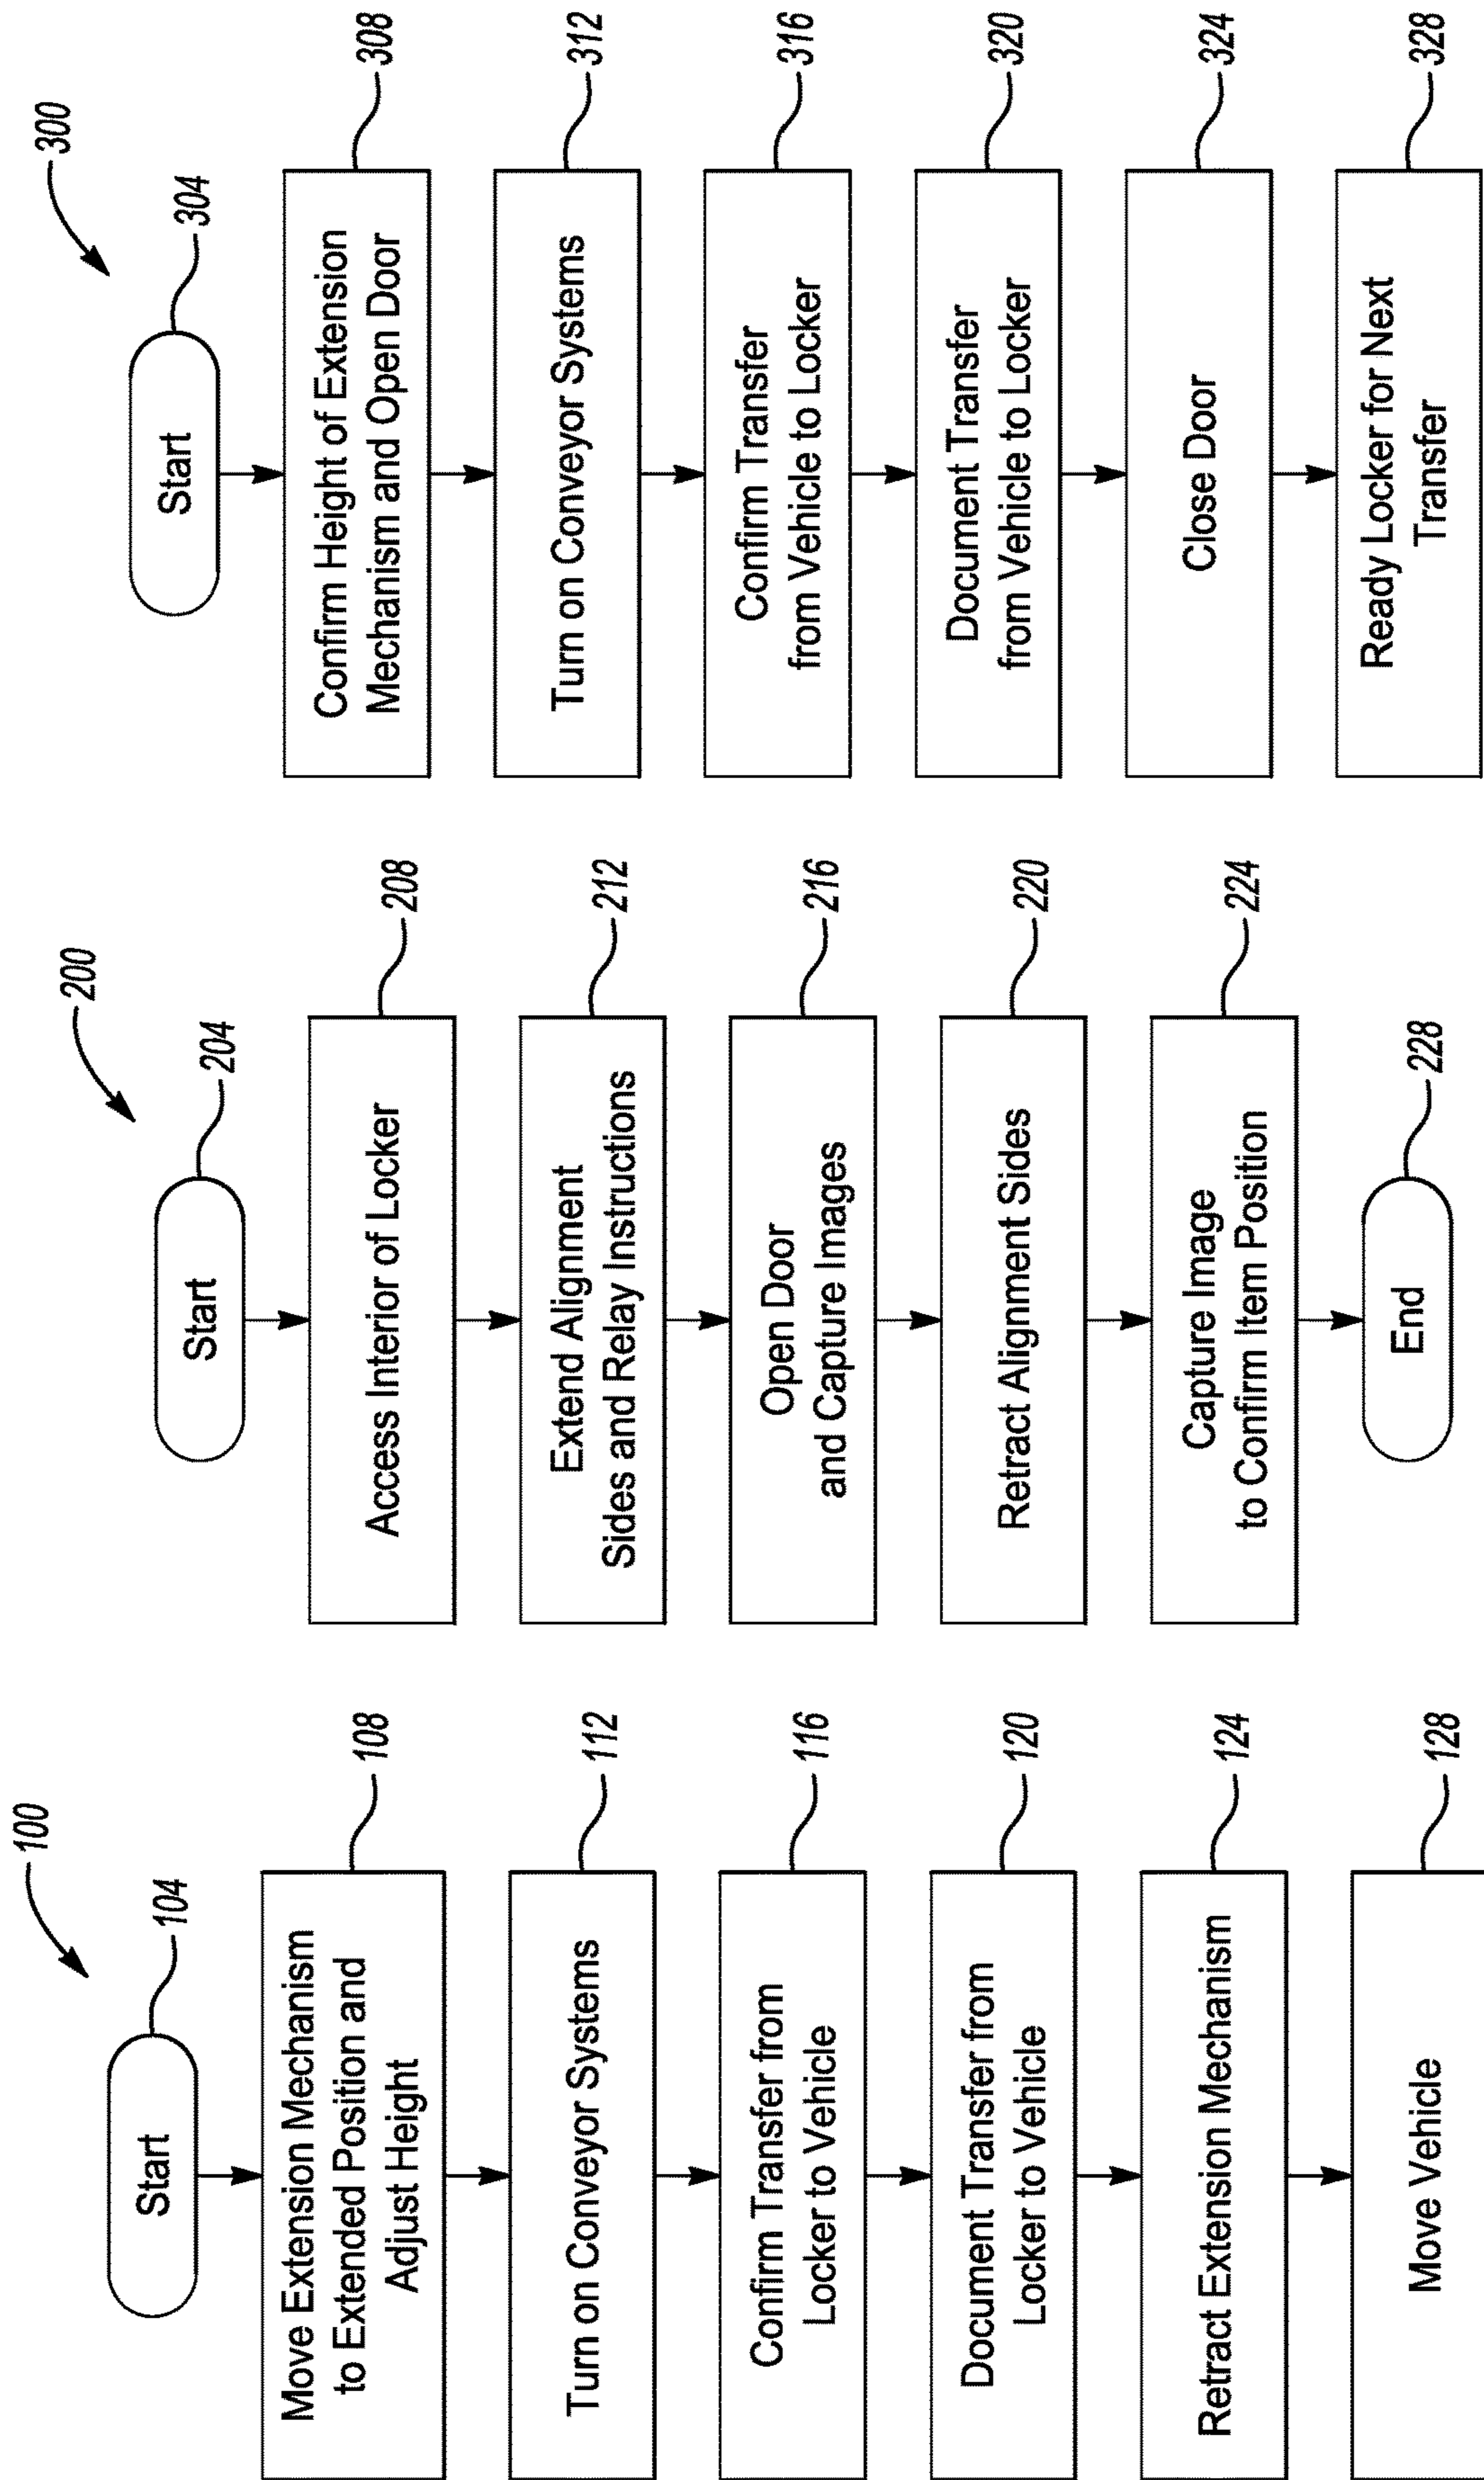 100
Start
104
Move Extension Mechanism
to Extended Position and
Adjust Height
108
Turn on Conveyor Systems
112
Confirm Transfer from
Locker to Vehicle
116
Document Transfer from
Locker to Vehicle
120
Retract Extension Mechanism
124
Move Vehicle
128
200
Start
204
Access Interior of Locker
208
Extend Alignment
Sides and Relay Instructions
212
Open Door
and Capture Images
216
Retract Alignment Sides
220
Capture Image
to Confirm Item Position
224
End
228
300
Start
304
Confirm Height of Extension
Mechanism and Open Door
308
Turn on Conveyor Systems
312
Confirm Transfer
from Vehicle to Locker
316
Document Transfer
from Vehicle to Locker
320
Close Door
324
Ready Locker for Next
Transfer
328